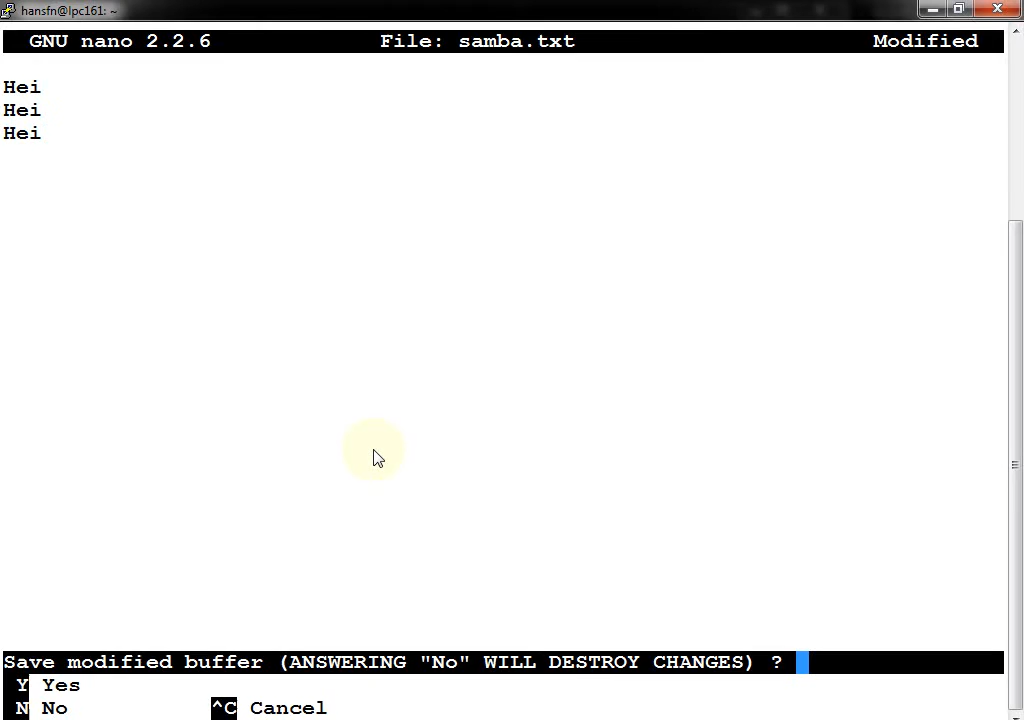 hansfn@lpc161: ~
GNU nano 2.2.6 File: samba.txt Modified
Hei
Hei
Hei
Save modified buffer (ANSWERING "No" WILL DESTROY CHANGES) ?
Y Yes
N No ^C Cancel